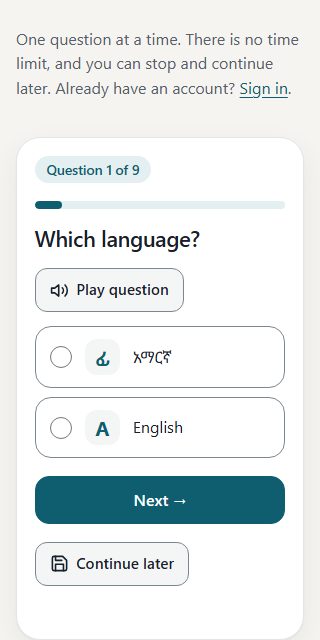 One question at a time. There is no time
limit, and you can stop and continue
later. Already have an account? Sign in.
Question 1 of 9
Which language?
Play question
ፊ አማርኛ
A English
Next →
Continue later